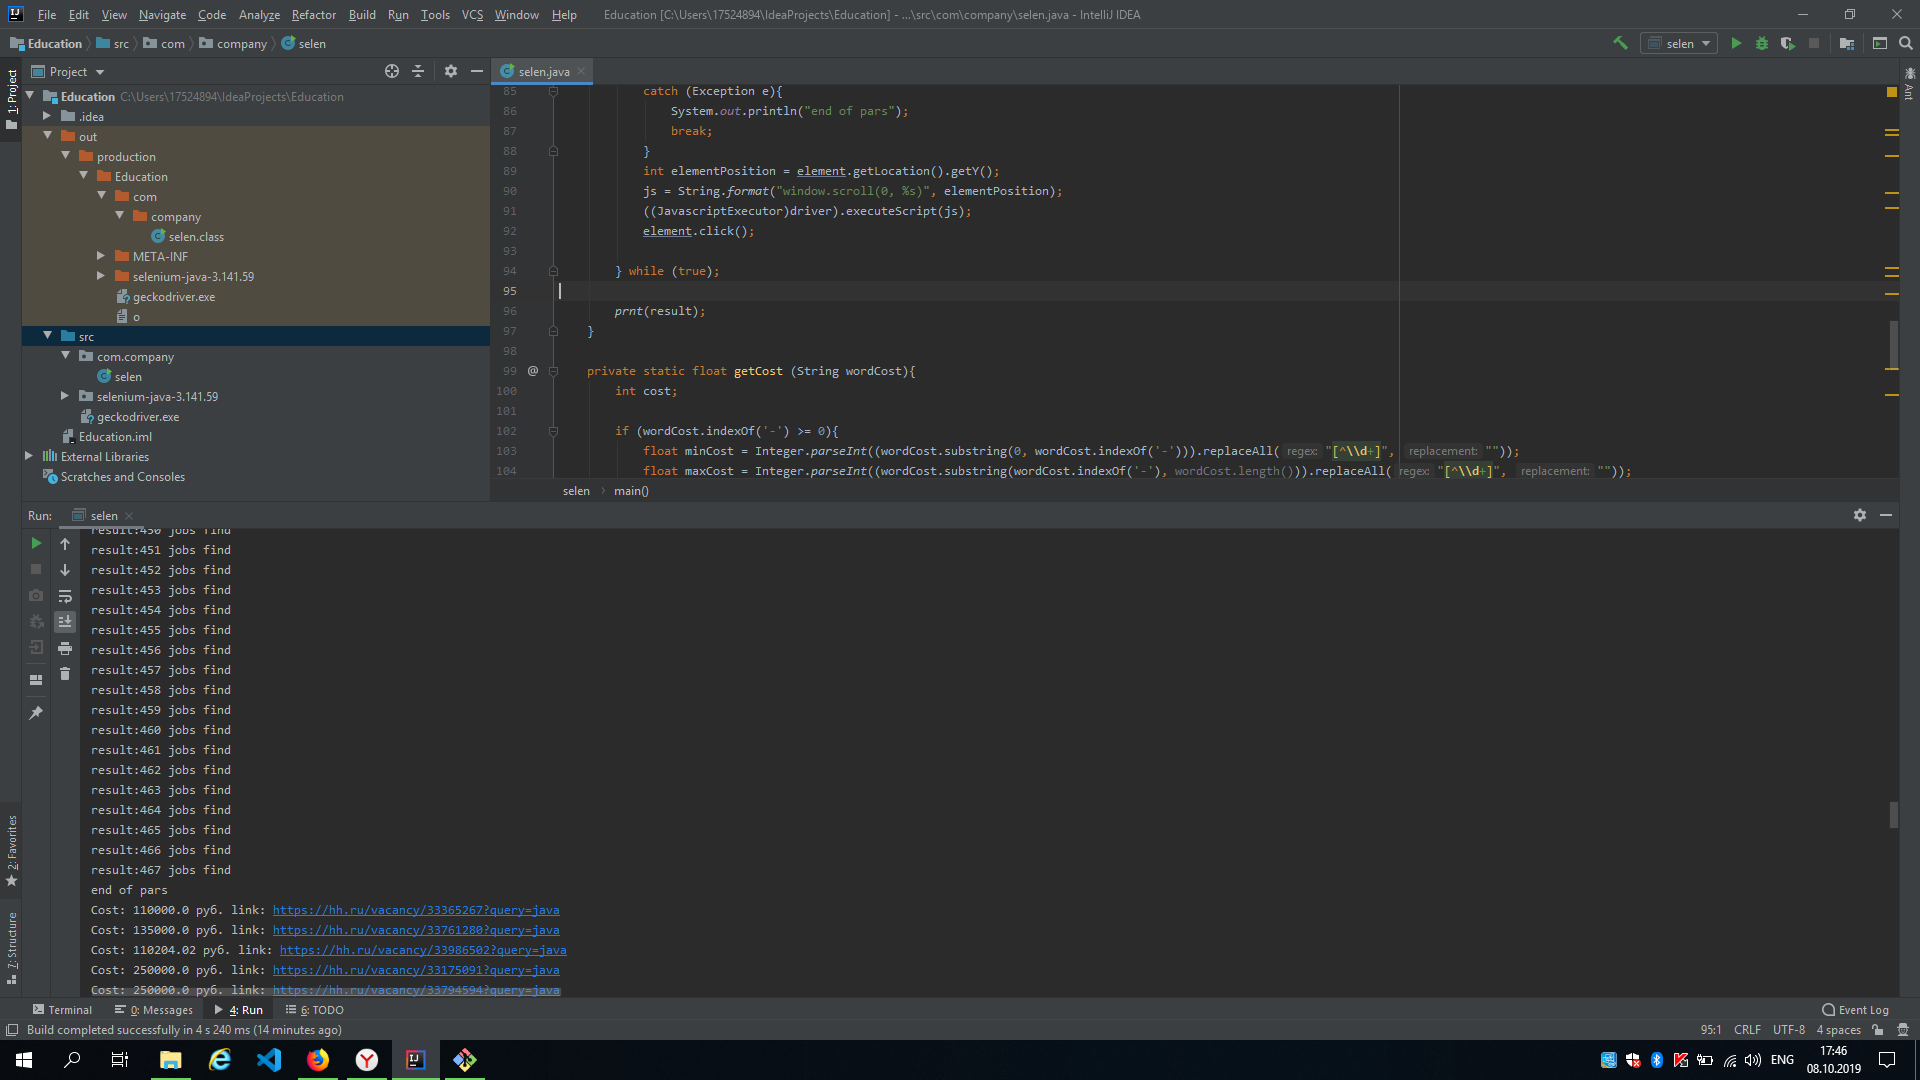 File Edit View Navigate Code Analyze Refactor Build Run Tools VCS Window Help Education [C:\Users\17524894\IdeaProjects\Education] - ...\src\com\company\selen.java - IntelliJ IDEA
Education src com company selen
selen
1: Project
Project
selen.java
Ant
Education C:\Users\17524894\IdeaProjects\Education
.idea
out
production
Education
com
company
selen.class
META-INF
selenium-java-3.141.59
geckodriver.exe
o
src
com.company
selen
selenium-java-3.141.59
geckodriver.exe
Education.iml
External Libraries
Scratches and Consoles
85 catch (Exception e){
86 System.out.println("end of pars");
87 break;
88 }
89 int elementPosition = element.getLocation().getY();
90 js = String.format("window.scroll(0, %s)", elementPosition);
91 ((JavascriptExecutor)driver).executeScript(js);
92 element.click();
93
94 } while (true);
95
96 prnt(result);
97 }
98
99 @ private static float getCost (String wordCost){
100 int cost;
101
102 if (wordCost.indexOf('-') >= 0){
103 float minCost = Integer.parseInt((wordCost.substring(0, wordCost.indexOf('-'))).replaceAll( regex: "[^\\d+]", replacement: ""));
104 float maxCost = Integer.parseInt((wordCost.substring(wordCost.indexOf('-'), wordCost.length())).replaceAll( regex: "[^\\d+]", replacement: ""));
selen main()
Run: selen
result:450 jobs find
result:451 jobs find
result:452 jobs find
result:453 jobs find
result:454 jobs find
result:455 jobs find
result:456 jobs find
result:457 jobs find
result:458 jobs find
result:459 jobs find
result:460 jobs find
result:461 jobs find
result:462 jobs find
result:463 jobs find
result:464 jobs find
result:465 jobs find
result:466 jobs find
result:467 jobs find
end of pars
Cost: 110000.0 руб. link: https://hh.ru/vacancy/33365267?query=java
Cost: 135000.0 руб. link: https://hh.ru/vacancy/33761280?query=java
Cost: 110204.02 руб. link: https://hh.ru/vacancy/33986502?query=java
Cost: 250000.0 руб. link: https://hh.ru/vacancy/33175091?query=java
Cost: 250000.0 руб. link: https://hh.ru/vacancy/33794594?query=java
2: Favorites
7: Structure
Terminal 0: Messages 4: Run 6: TODO Event Log
Build completed successfully in 4 s 240 ms (14 minutes ago) 95:1 CRLF UTF-8 4 spaces
ENG 17:46
08.10.2019